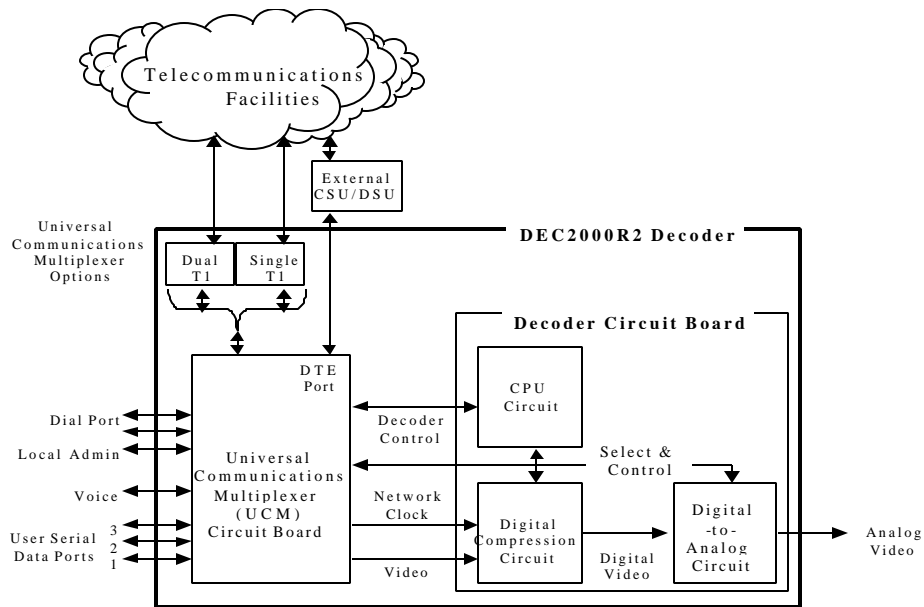 Telecommunications
Facilities
External
CSU/DSU
Universal
Communications
Multiplexer
Options
DEC2000R2 Decoder
Dual
T1
Single
T1
Decoder Circuit Board
DTE
Port
CPU
Circuit
Dial Port
Decoder
Control
Local Admin
Universal
Communications
Multiplexer
(UCM)
Circuit Board
Select &
Control
Voice
Network
Clock
Digital
Compression
Circuit
Digital
-to-
Analog
Circuit
User Serial
Data Ports
3
2
1
Video
Digital
Video
Analog
Video